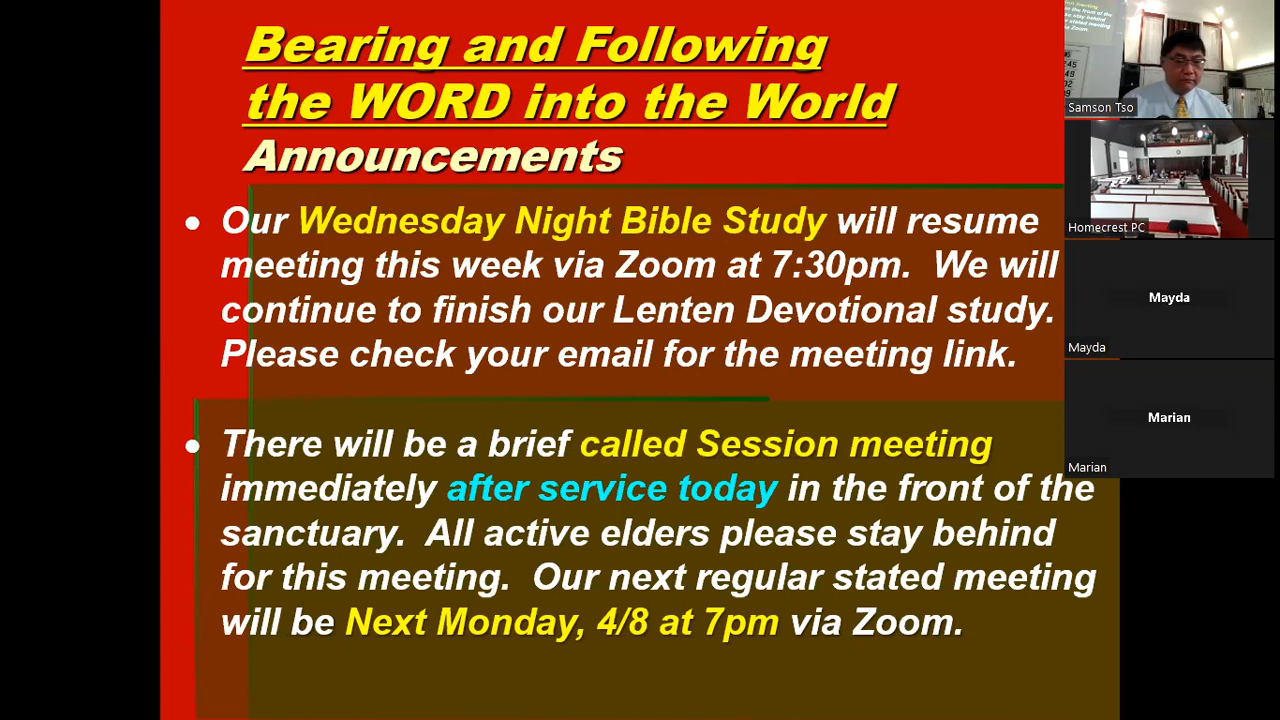 Bearing and Following
the WORD into the World
Announcements
• Our Wednesday Night Bible Study will resume
meeting this week via Zoom at 7:30pm.  We will
continue to finish our Lenten Devotional study.
Please check your email for the meeting link.
• There will be a brief called Session meeting
immediately after service today in the front of the
sanctuary.  All active elders please stay behind
for this meeting.  Our next regular stated meeting
will be Next Monday, 4/8 at 7pm via Zoom.
Samson Tso
Homecrest PC
Mayda
Mayda
Marian
Marian